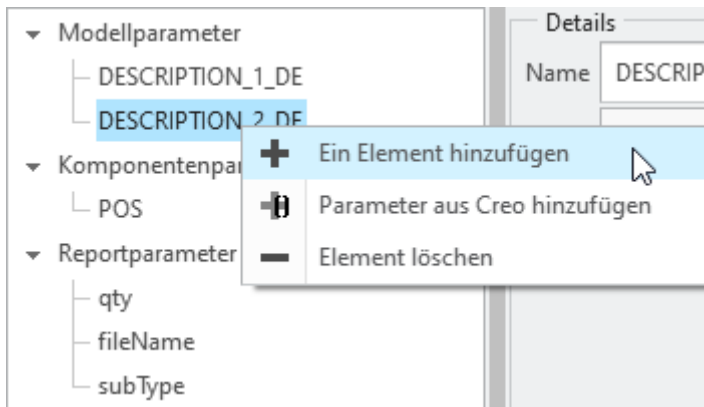 Modellparameter
DESCRIPTION_1_DE
DESCRIPTION_2_DE
Komponentenpar
POS
Reportparameter
qty
fileName
subType
Details
Name DESCRIP
Ein Element hinzufügen
Parameter aus Creo hinzufügen
Element löschen